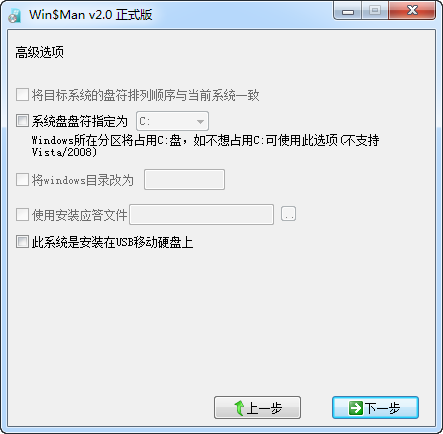 Win$Man v2.0 正式版
高级选项
将目标系统的盘符排列顺序与当前系统一致
系统盘盘符指定为 C:
Windows所在分区将占用C:盘，如不想占用C:可使用此选项(不支持
Vista/2008)
将windows目录改为
使用安装应答文件 ..
此系统是安装在USB移动硬盘上
上一步 下一步